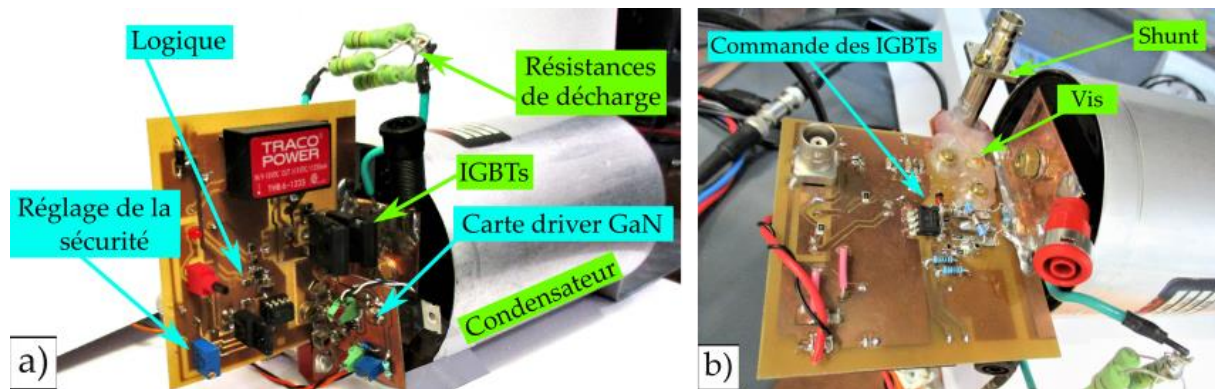 Logique
Résistances
de décharge
TRACO
POWER
IGBTs
Réglage de la
sécurité
Carte driver GaN
Condensateur
a)
Commande des IGBTs
Shunt
Vis
b)